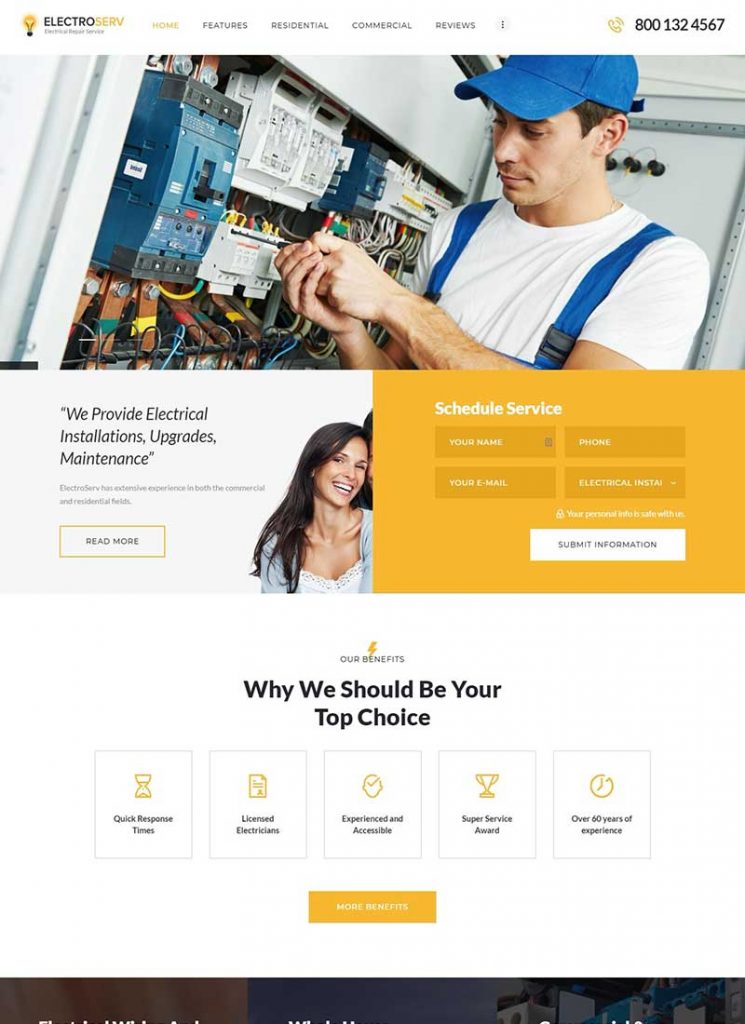 ELECTROSERV
Electrical Repair Service
HOME
FEATURES
RESIDENTIAL
COMMERCIAL
REVIEWS
800 132 4567
“We Provide Electrical
Installations, Upgrades,
Maintenance”
ElectroServ has extensive experience in both the commercial
and residential fields.
READ MORE
Schedule Service
YOUR NAME
PHONE
YOUR E-MAIL
ELECTRICAL INSTAI
Your personal info is safe with us.
SUBMIT INFORMATION
OUR BENEFITS
Why We Should Be Your
Top Choice
Quick Response
Times
Licensed
Electricians
Experienced and
Accessible
Super Service
Award
Over 60 years of
experience
MORE BENEFITS